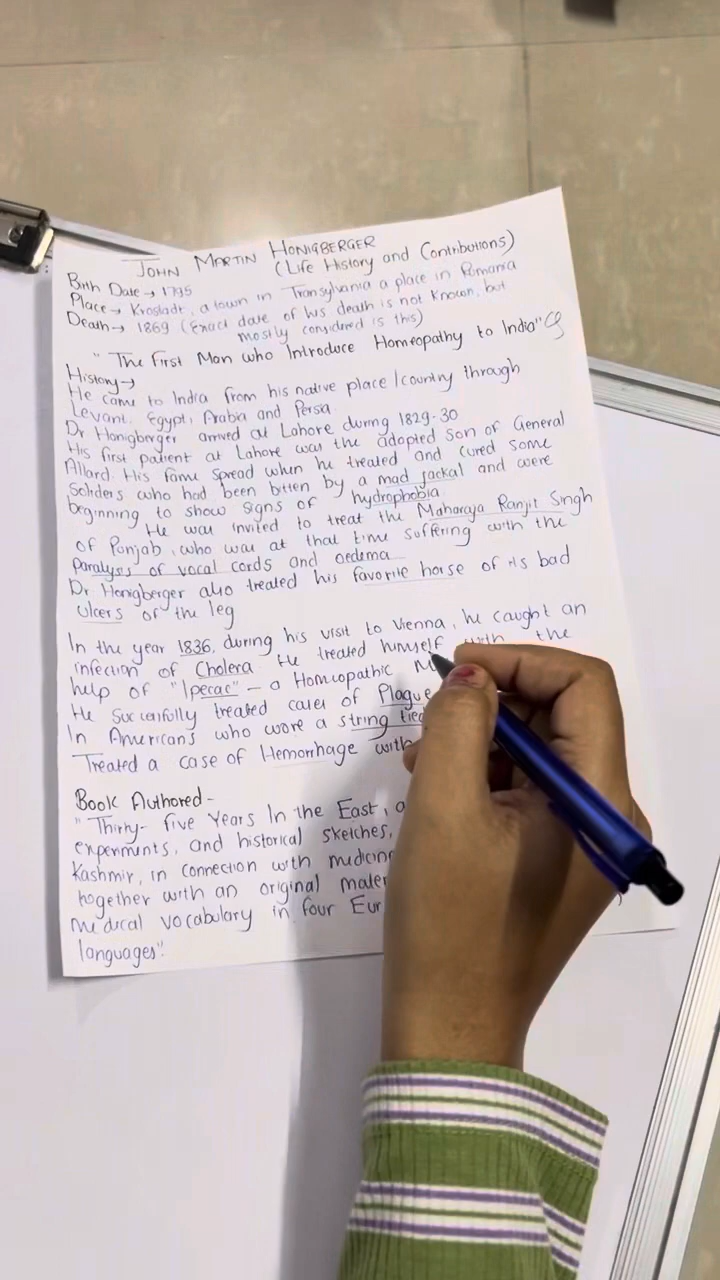 JOHN MARTIN HONIGBERGER
(Life History and Contributions)
Birth Date → 1795
Place → Krostadt, a town in Transylvania a place in Romania
Death → 1869 (Exact date of his death is not known, but
mostly considered is this)
"The First Man who Introduce Homeopathy to India"
History →
He came to India from his native place/country through
Levant, Egypt, Arabia and Persa.
Dr Honigberger arrived at Lahore during 1829-30
His first patient at Lahore was the adopted son of General
Allard. His fame spread when he treated and cured some
Soliders who had been bitten by a mad jackal and were
beginning to show signs of hydrophobia.
He was invited to treat the Maharaja Ranjit Singh
of Punjab, who was at that time suffering with the
paralysis of vocal cords and oedema
Dr Honigberger also treated his favorite horse of its bad
Ulcers of the leg
In the year 1836, during his visit to Vienna, he caught an
infection of Cholera He treated himself with the
help of "Ipecac" - a Homeopathic
He Successfully treated cases of Plague
In Americans who wore a string tied
Treated a case of Hemorrhage with
Book Authored -
"Thirty-five Years In the East,
experiments, and historical sketches,
Kashmir, in connection with
together with an original
medical vocabulary in four
languages".